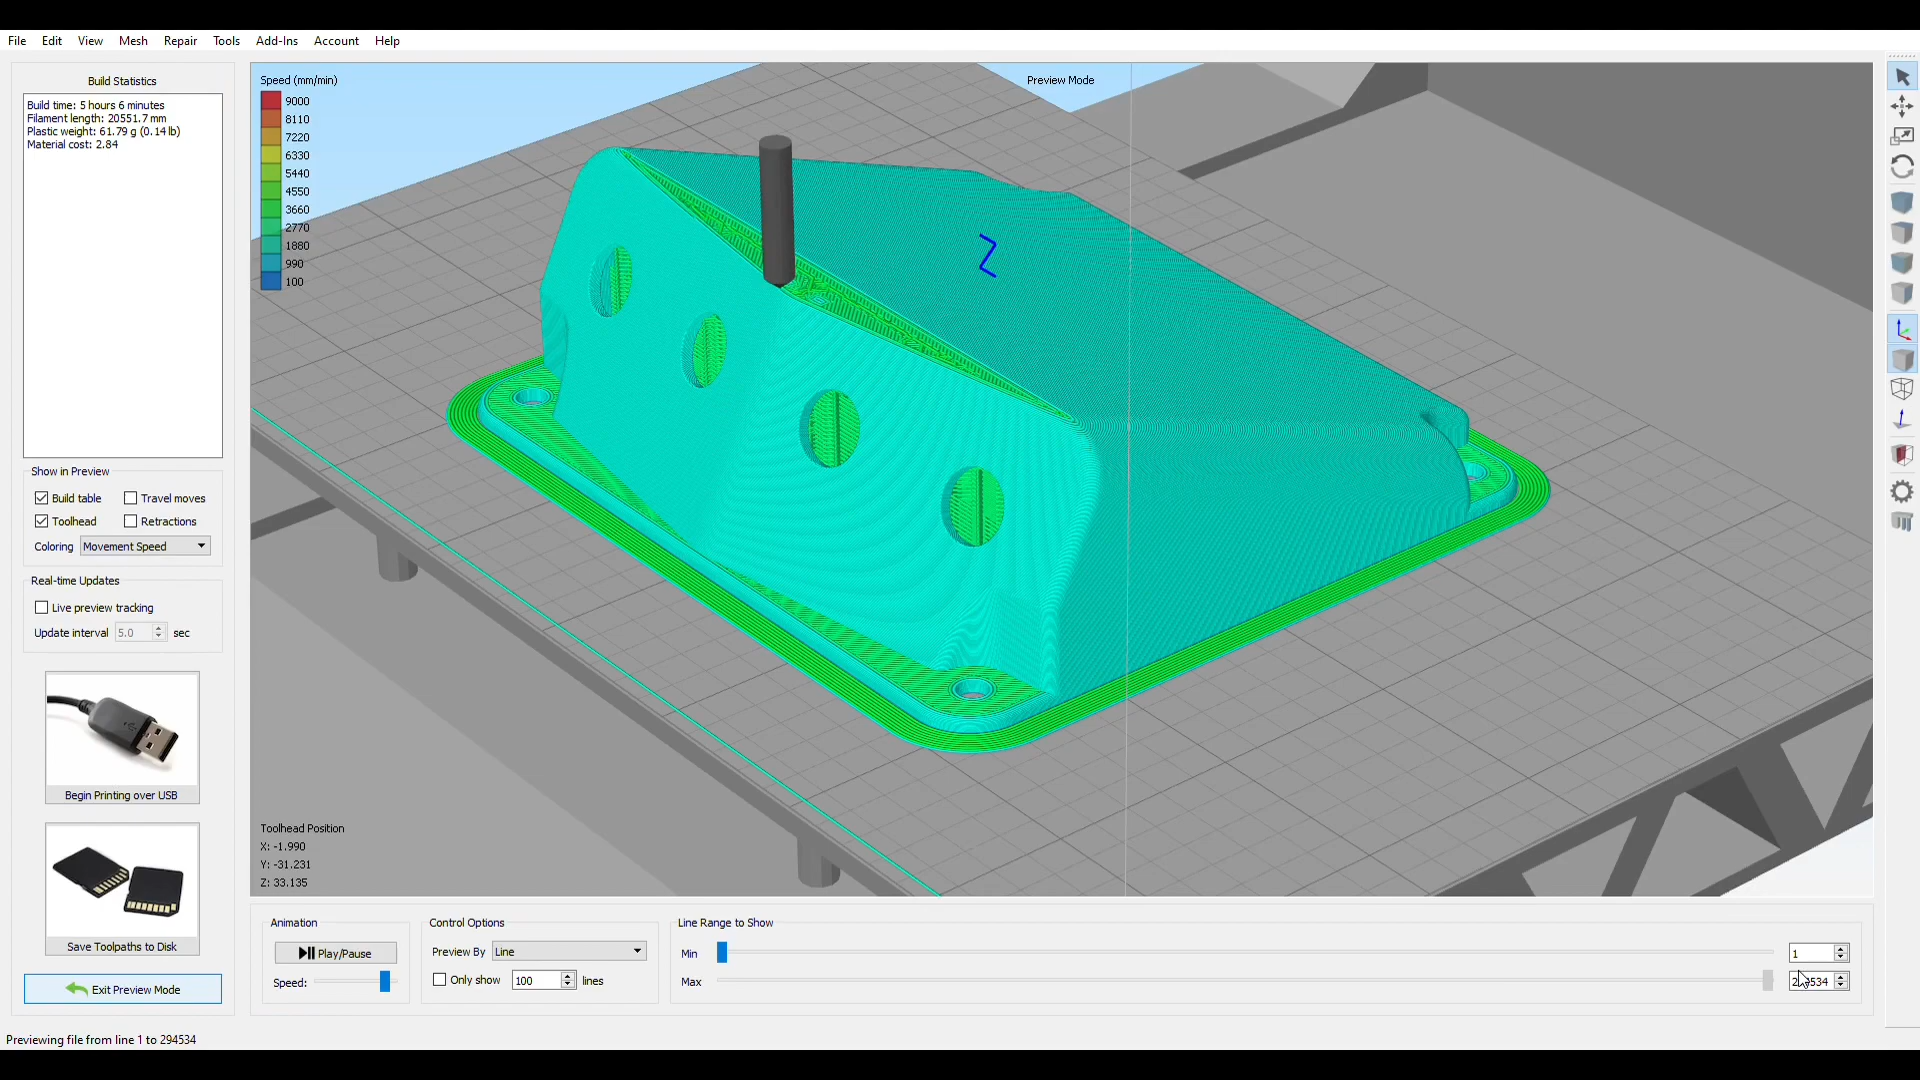 File Edit View Mesh Repair Tools Add-Ins Account Help
Build Statistics
Build time: 5 hours 6 minutes
Filament length: 20551.7 mm
Plastic weight: 61.79 g (0.14 lb)
Material cost: 2.84
Show in Preview
Build table Travel moves
Toolhead Retractions
Coloring Movement Speed
Real-time Updates
Live preview tracking
Update interval 5.0 sec
Begin Printing over USB
Save Toolpaths to Disk
Exit Preview Mode
Speed (mm/min)
9000
8110
7220
6330
5440
4550
3660
2770
1880
990
100
Preview Mode
Z
Toolhead Position
X: -1.990
Y: -31.231
Z: 33.135
Animation
Play/Pause
Speed:
Control Options
Preview By Line
Only show 100 lines
Line Range to Show
Min 1
Max
Previewing file from line 1 to 294534